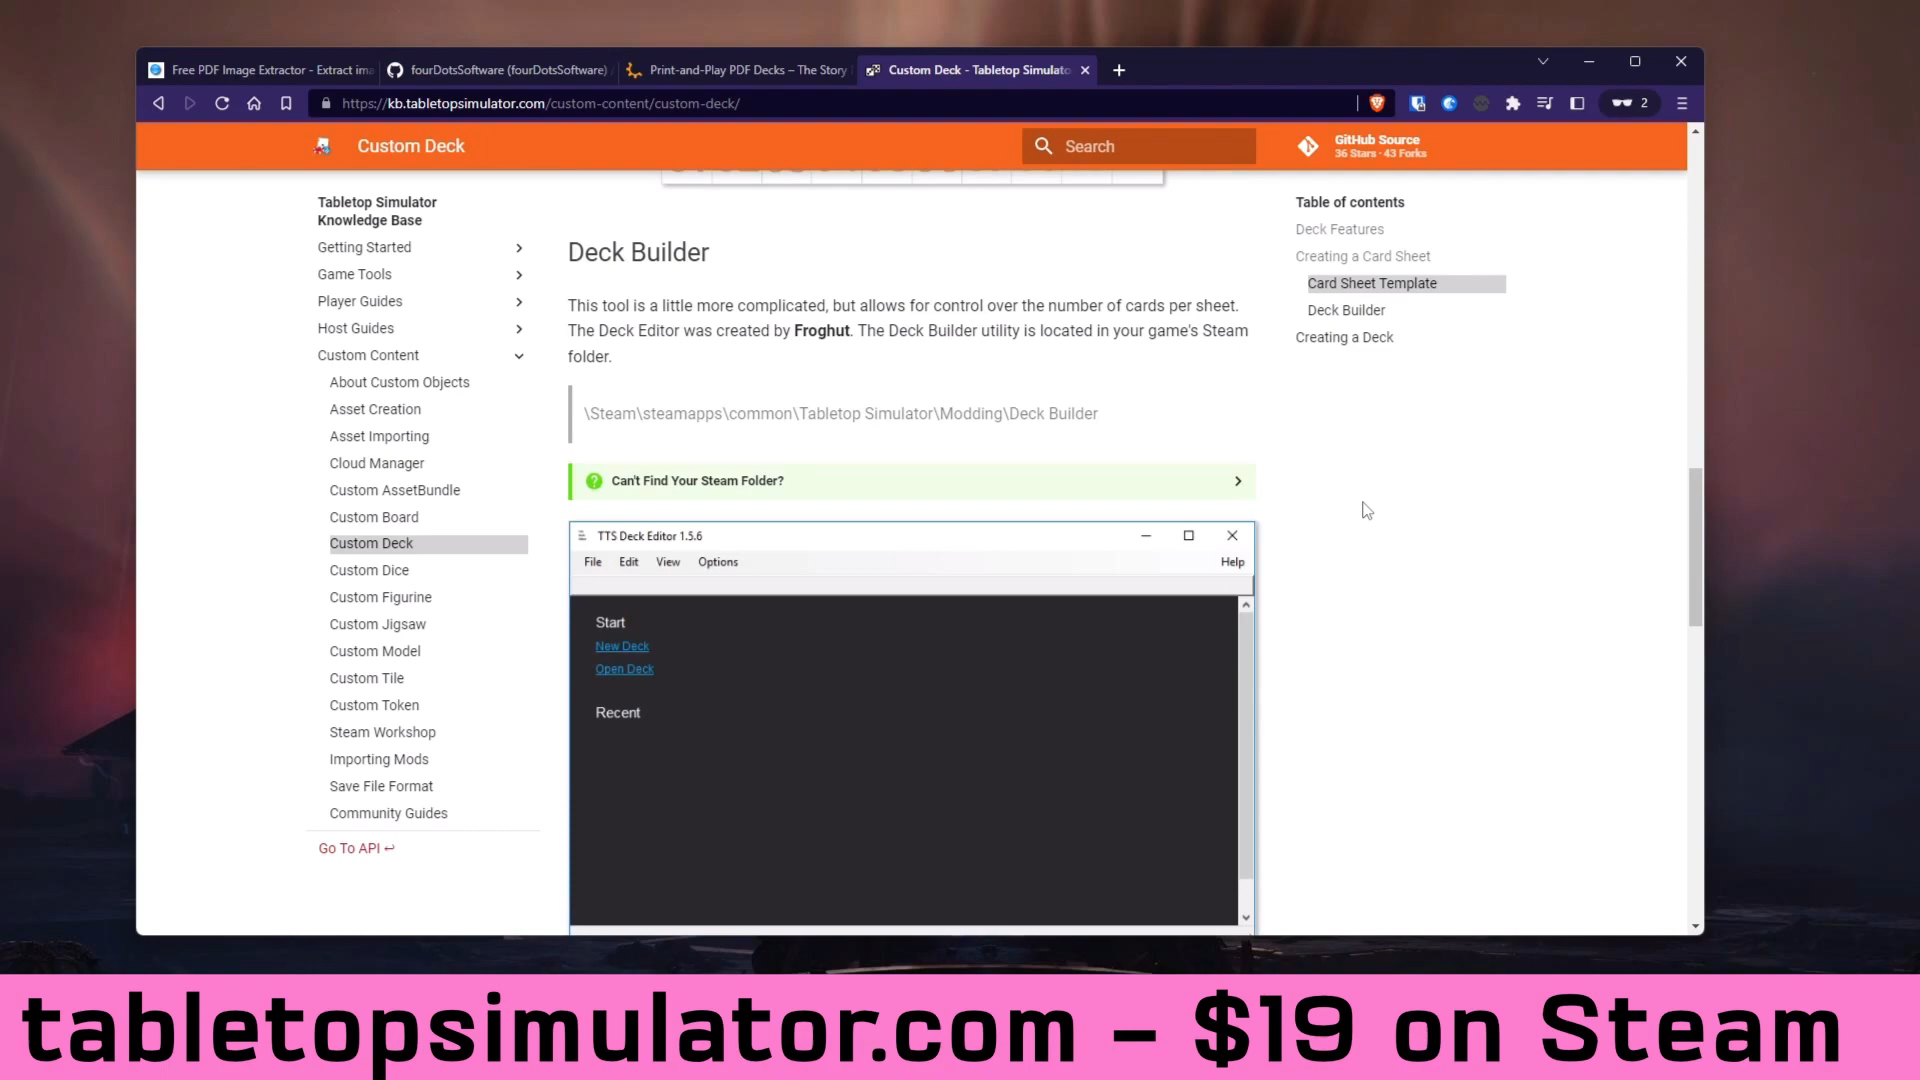 Free PDF Image Extractor - Extract ima
fourDotsSoftware (fourDotsSoftware)
Print-and-Play PDF Decks – The Story
Custom Deck - Tabletop Simulato
https://kb.tabletopsimulator.com/custom-content/custom-deck/
2
Custom Deck
Search
GitHub Source
36 Stars · 43 Forks
Tabletop Simulator
Knowledge Base
Getting Started
Game Tools
Player Guides
Host Guides
Custom Content
About Custom Objects
Asset Creation
Asset Importing
Cloud Manager
Custom AssetBundle
Custom Board
Custom Deck
Custom Dice
Custom Figurine
Custom Jigsaw
Custom Model
Custom Tile
Custom Token
Steam Workshop
Importing Mods
Save File Format
Community Guides
Go To API ↩
Deck Builder
This tool is a little more complicated, but allows for control over the number of cards per sheet.
The Deck Editor was created by Froghut. The Deck Builder utility is located in your game's Steam
folder.
\Steam\steamapps\common\Tabletop Simulator\Modding\Deck Builder
Can't Find Your Steam Folder?
TTS Deck Editor 1.5.6
File Edit View Options Help
Start
New Deck
Open Deck
Recent
Table of contents
Deck Features
Creating a Card Sheet
Card Sheet Template
Deck Builder
Creating a Deck
tabletopsimulator.com – $19 on Steam